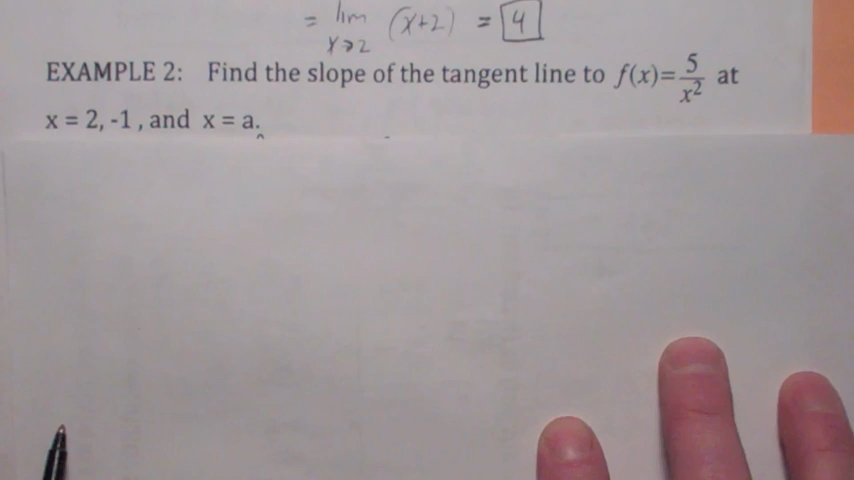 = lim x→2 (x+2) = 4
EXAMPLE 2: Find the slope of the tangent line to f(x)=5/x² at
x = 2, -1 , and x = a.